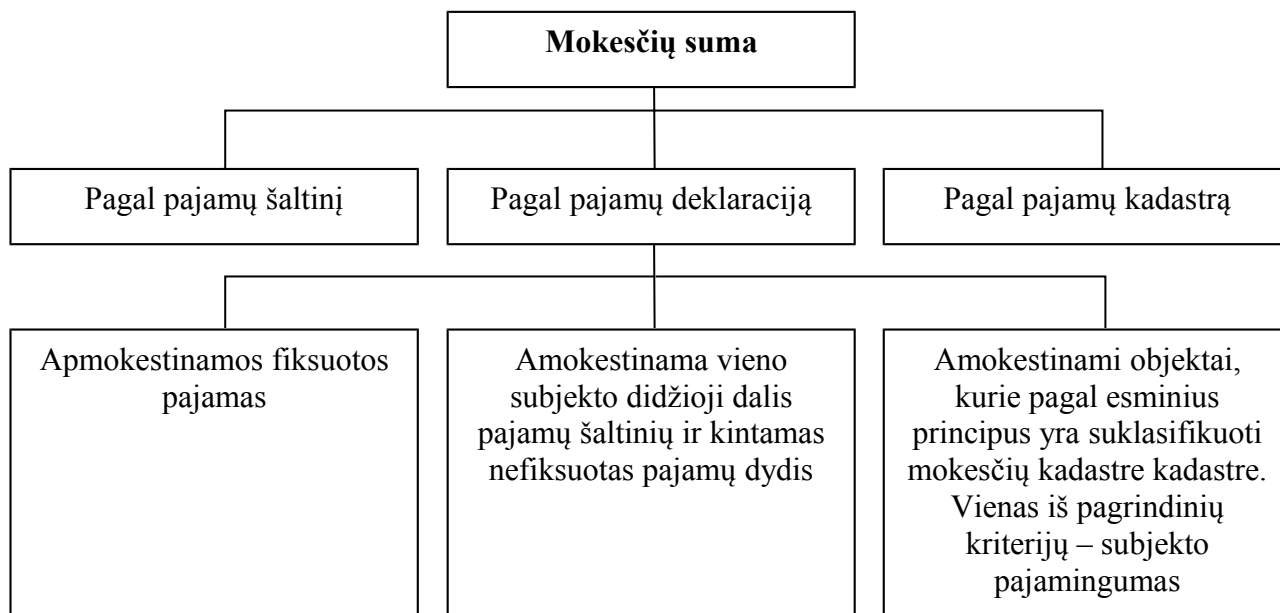 Mokesčių suma
Pagal pajamų šaltinį
Pagal pajamų deklaraciją
Pagal pajamų kadastrą
Apmokestinamos fiksuotos
pajamas
Amokestinama vieno
subjekto didžioji dalis
pajamų šaltinių ir kintamas
nefiksuotas pajamų dydis
Amokestinami objektai,
kurie pagal esminius
principus yra suklasifikuoti
mokesčių kadastre kadastre.
Vienas iš pagrindinių
kriterijų – subjekto
pajamingumas